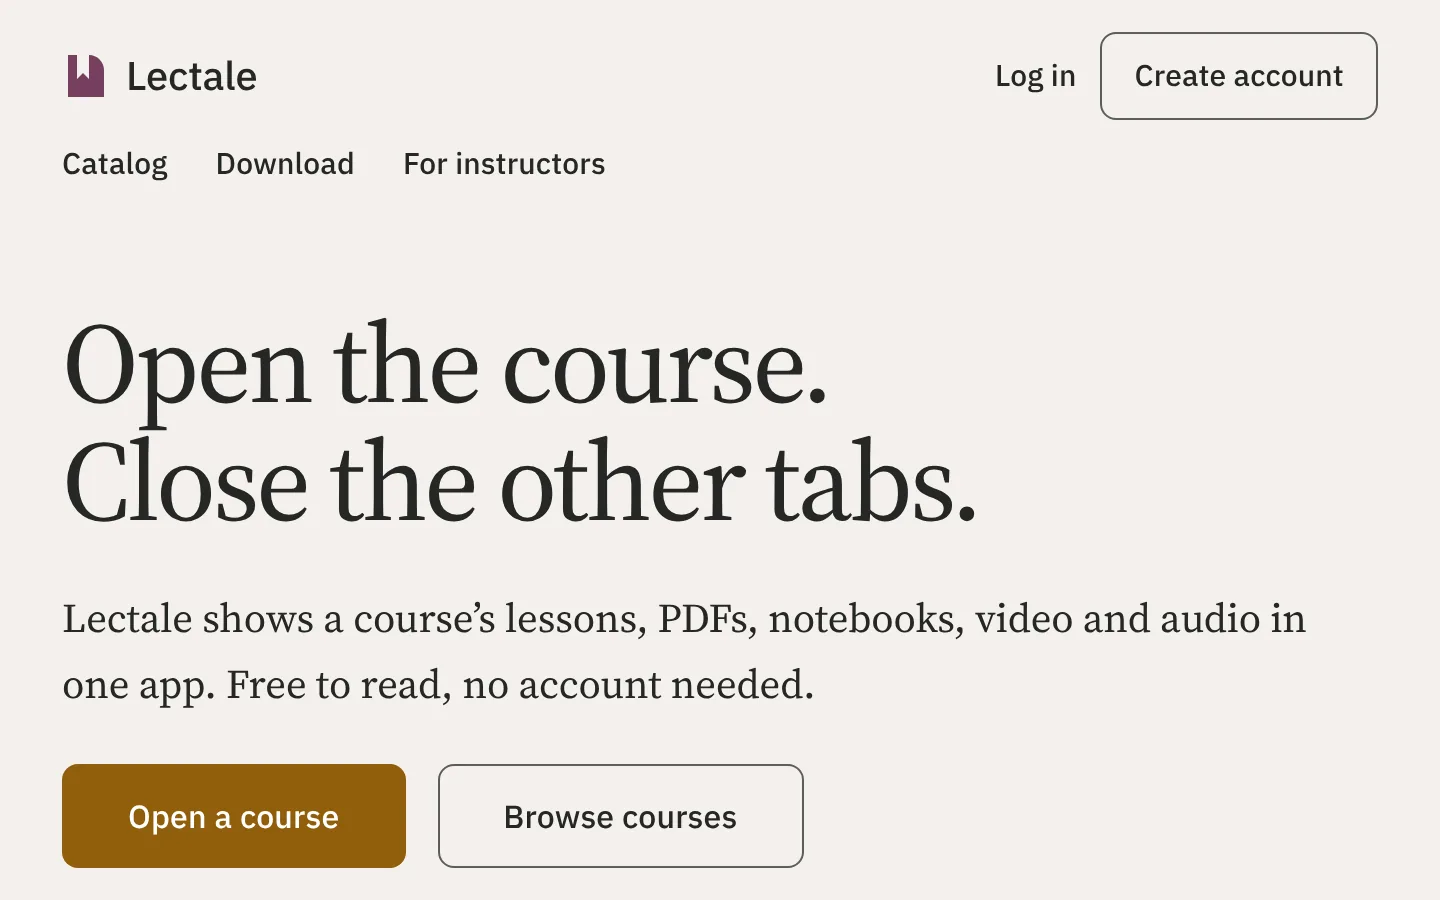 Lectale
Log in
Create account
Catalog
Download
For instructors
Open the course.
Close the other tabs.
Lectale shows a course’s lessons, PDFs, notebooks, video and audio in
one app. Free to read, no account needed.
Open a course
Browse courses